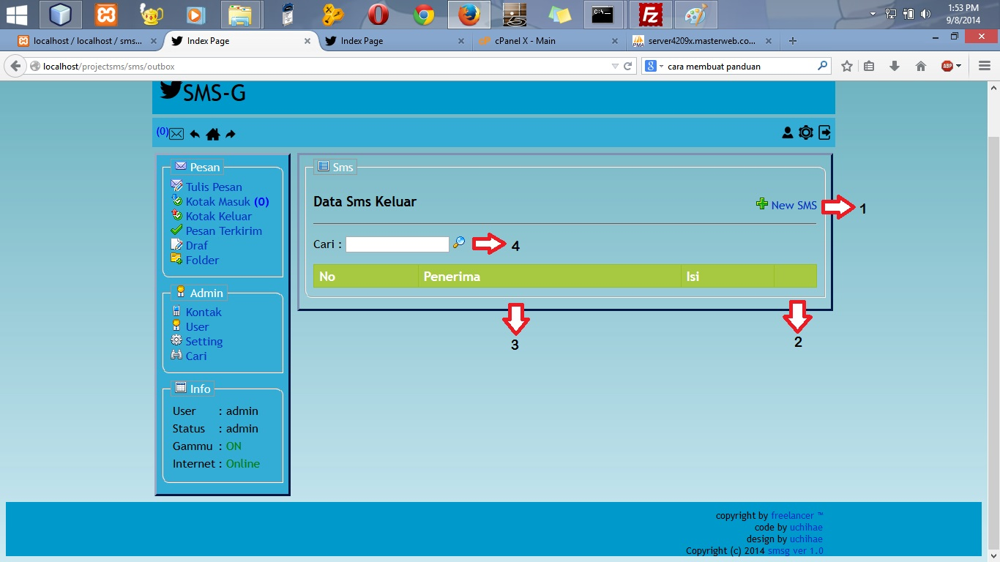 1:53 PM
9/8/2014
localhost / localhost / sms...
Index Page
Index Page
cPanel X - Main
server4209x.masterweb.co...
localhost/projectsms/sms/outbox
cara membuat panduan
SMS-G
(0)
Pesan
Tulis Pesan
Kotak Masuk (0)
Kotak Keluar
Pesan Terkirim
Draf
Folder
Admin
Kontak
User
Setting
Cari
Info
User : admin
Status : admin
Gammu : ON
Internet : Online
Sms
Data Sms Keluar
New SMS
1
Cari :
4
No Penerima Isi
3
2
copyright by freelancer ™
code by uchihae
design by uchihae
Copyright (c) 2014 smsg ver 1.0